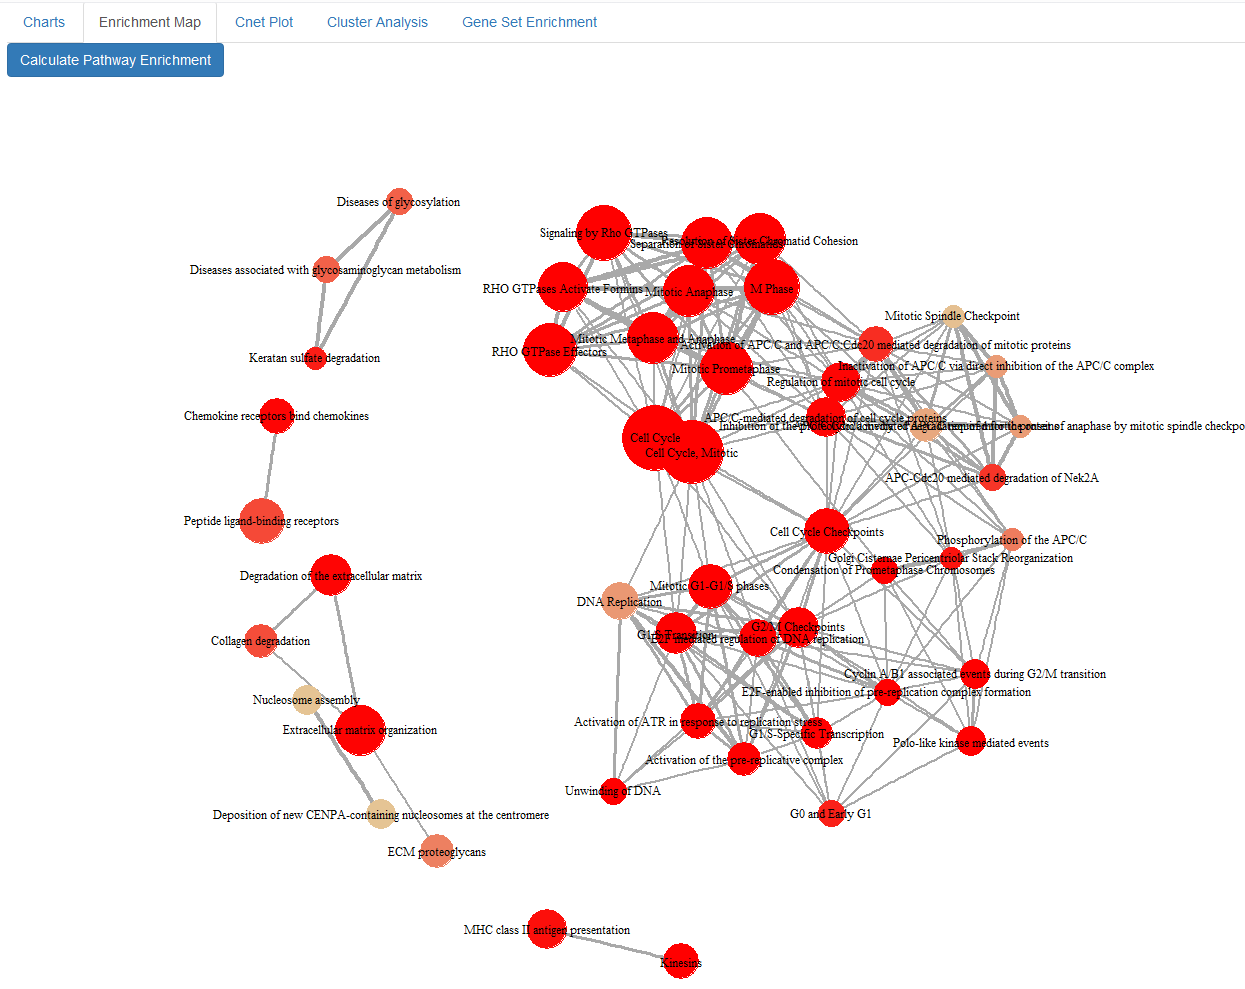 Charts
Enrichment Map
Cnet Plot
Cluster Analysis
Gene Set Enrichment
Calculate Pathway Enrichment
Diseases of glycosylation
Signaling by Rho GTPases
Resolution of Sister Chromatid Cohesion
Separation of Sister Chromatids
Diseases associated with glycosaminoglycan metabolism
RHO GTPases Activate Formins
Mitotic Anaphase
M Phase
Mitotic Spindle Checkpoint
Mitotic Metaphase and Anaphase
Activation of APC/C and APC/C:Cdc20 mediated degradation of mitotic proteins
RHO GTPase Effectors
Keratan sulfate degradation
Mitotic Prometaphase
Inactivation of APC/C via direct inhibition of the APC/C complex
Regulation of mitotic cell cycle
Chemokine receptors bind chemokines
APC/C-mediated degradation of cell cycle proteins
Inhibition of the proteolytic activity of APC/C required for the onset of anaphase by mitotic spindle checkpo
Cell Cycle
Cell Cycle, Mitotic
APC-Cdc20 mediated degradation of Nek2A
Peptide ligand-binding receptors
Cell Cycle Checkpoints
Phosphorylation of the APC/C
Golgi Cisternae Pericentriolar Stack Reorganization
Condensation of Prometaphase Chromosomes
Degradation of the extracellular matrix
Mitotic G1-G1/S phases
DNA Replication
G2/M Checkpoints
G1/S Transition
E2F mediated regulation of DNA replication
Collagen degradation
Cyclin A/B1 associated events during G2/M transition
E2F-enabled inhibition of pre-replication complex formation
Nucleosome assembly
Activation of ATR in response to replication stress
Extracellular matrix organization
G1/S-Specific Transcription
Polo-like kinase mediated events
Activation of the pre-replicative complex
Unwinding of DNA
Deposition of new CENPA-containing nucleosomes at the centromere
G0 and Early G1
ECM proteoglycans
MHC class II antigen presentation
Kinesins